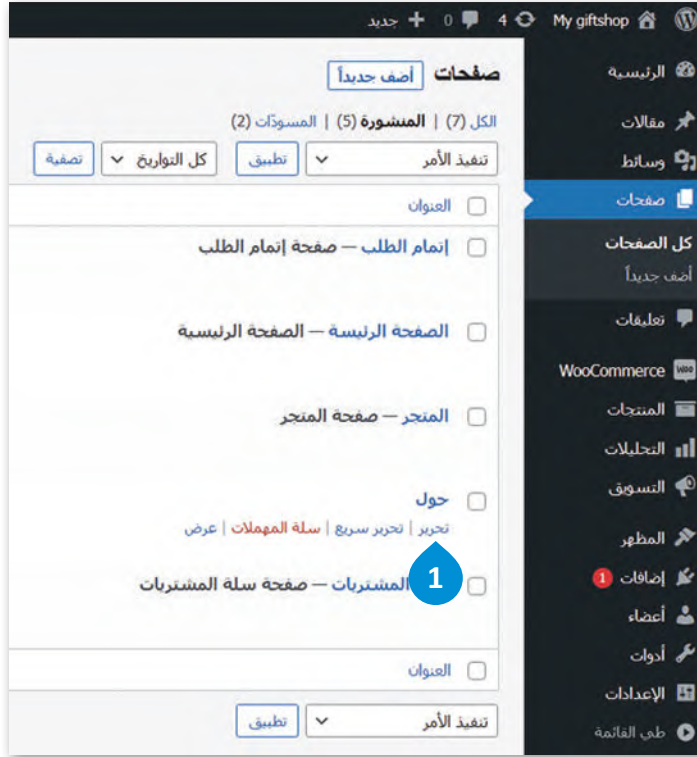 My giftshop 4 0 + جديد
الرئيسية
مقالات
وسائط
صفحات
كل الصفحات
أضف جديداً
تعليقات
WooCommerce
المنتجات
التحليلات
التسويق
المظهر
إضافات 1
أعضاء
أدوات
الإعدادات
طي القائمة
صفحات أضف جديداً
الكل (7) | المنشورة (5) | المسودّات (2)
تنفيذ الأمر تطبيق كل التواريخ تصفية
العنوان
إتمام الطلب — صفحة إتمام الطلب
الصفحة الرئيسة — الصفحة الرئيسية
المتجر — صفحة المتجر
حول
تحرير | تحرير سريع | سلة المهملات | عرض
1
المشتريات — صفحة سلة المشتريات
العنوان
تنفيذ الأمر تطبيق